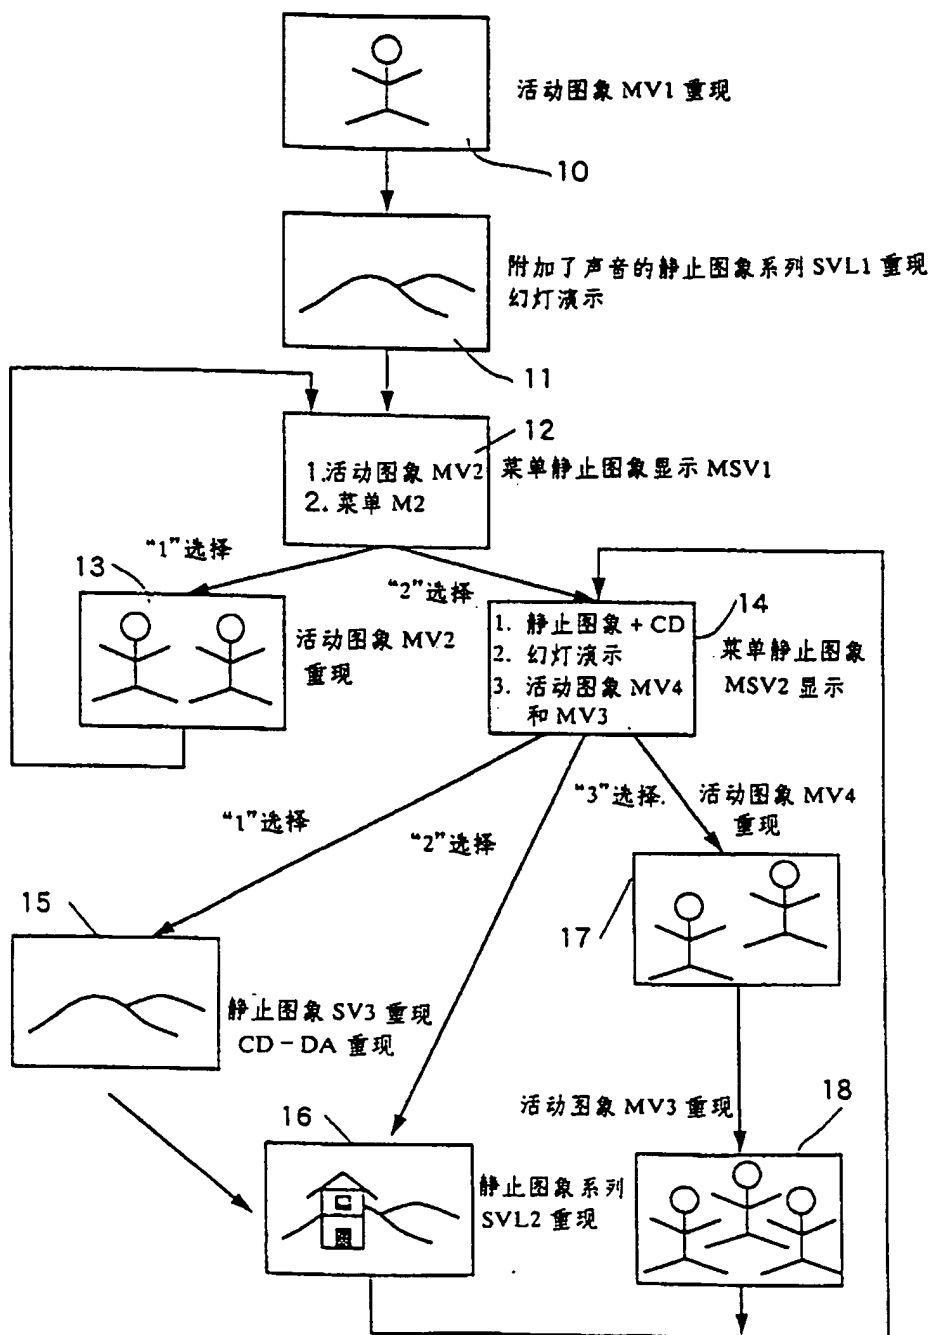 活动图象 MV1 重现
10
附加了声音的静止图象系列 SVL1 重现
幻灯演示
11
12
1.活动图象 MV2
2.菜单 M2
菜单静止图象显示 MSV1
“1”选择
13
“2”选择
活动图象 MV2
重现
14
1. 静止图象 + CD
2. 幻灯演示
3. 活动图象 MV4
和 MV3
菜单静止图象
MSV2 显示
“1”选择
“2”选择
“3”选择.
活动图象 MV4
重现
15
17
静止图象 SV3 重现
CD-DA 重现
活动图象 MV3 重现
18
16
静止图象系列
SVL2 重现